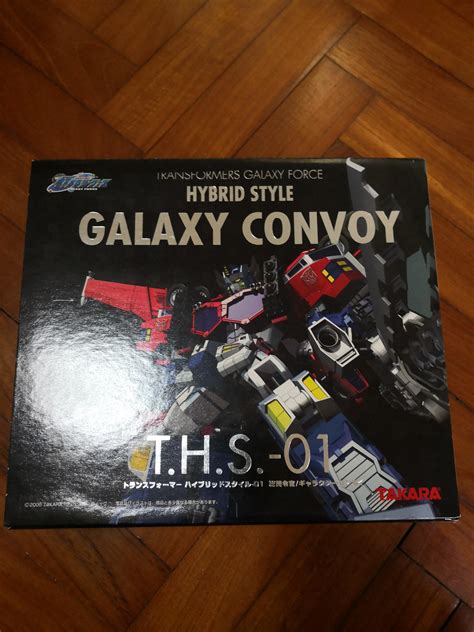 GALAXY FORCE
TRANSFORMERS GALAXY FORCE
HYBRID STYLE
GALAXY CONVOY
T.H.S.-01
トランスフォーマー ハイブリッドスタイル-01 総司令官/ギャラクシー
TAKARA